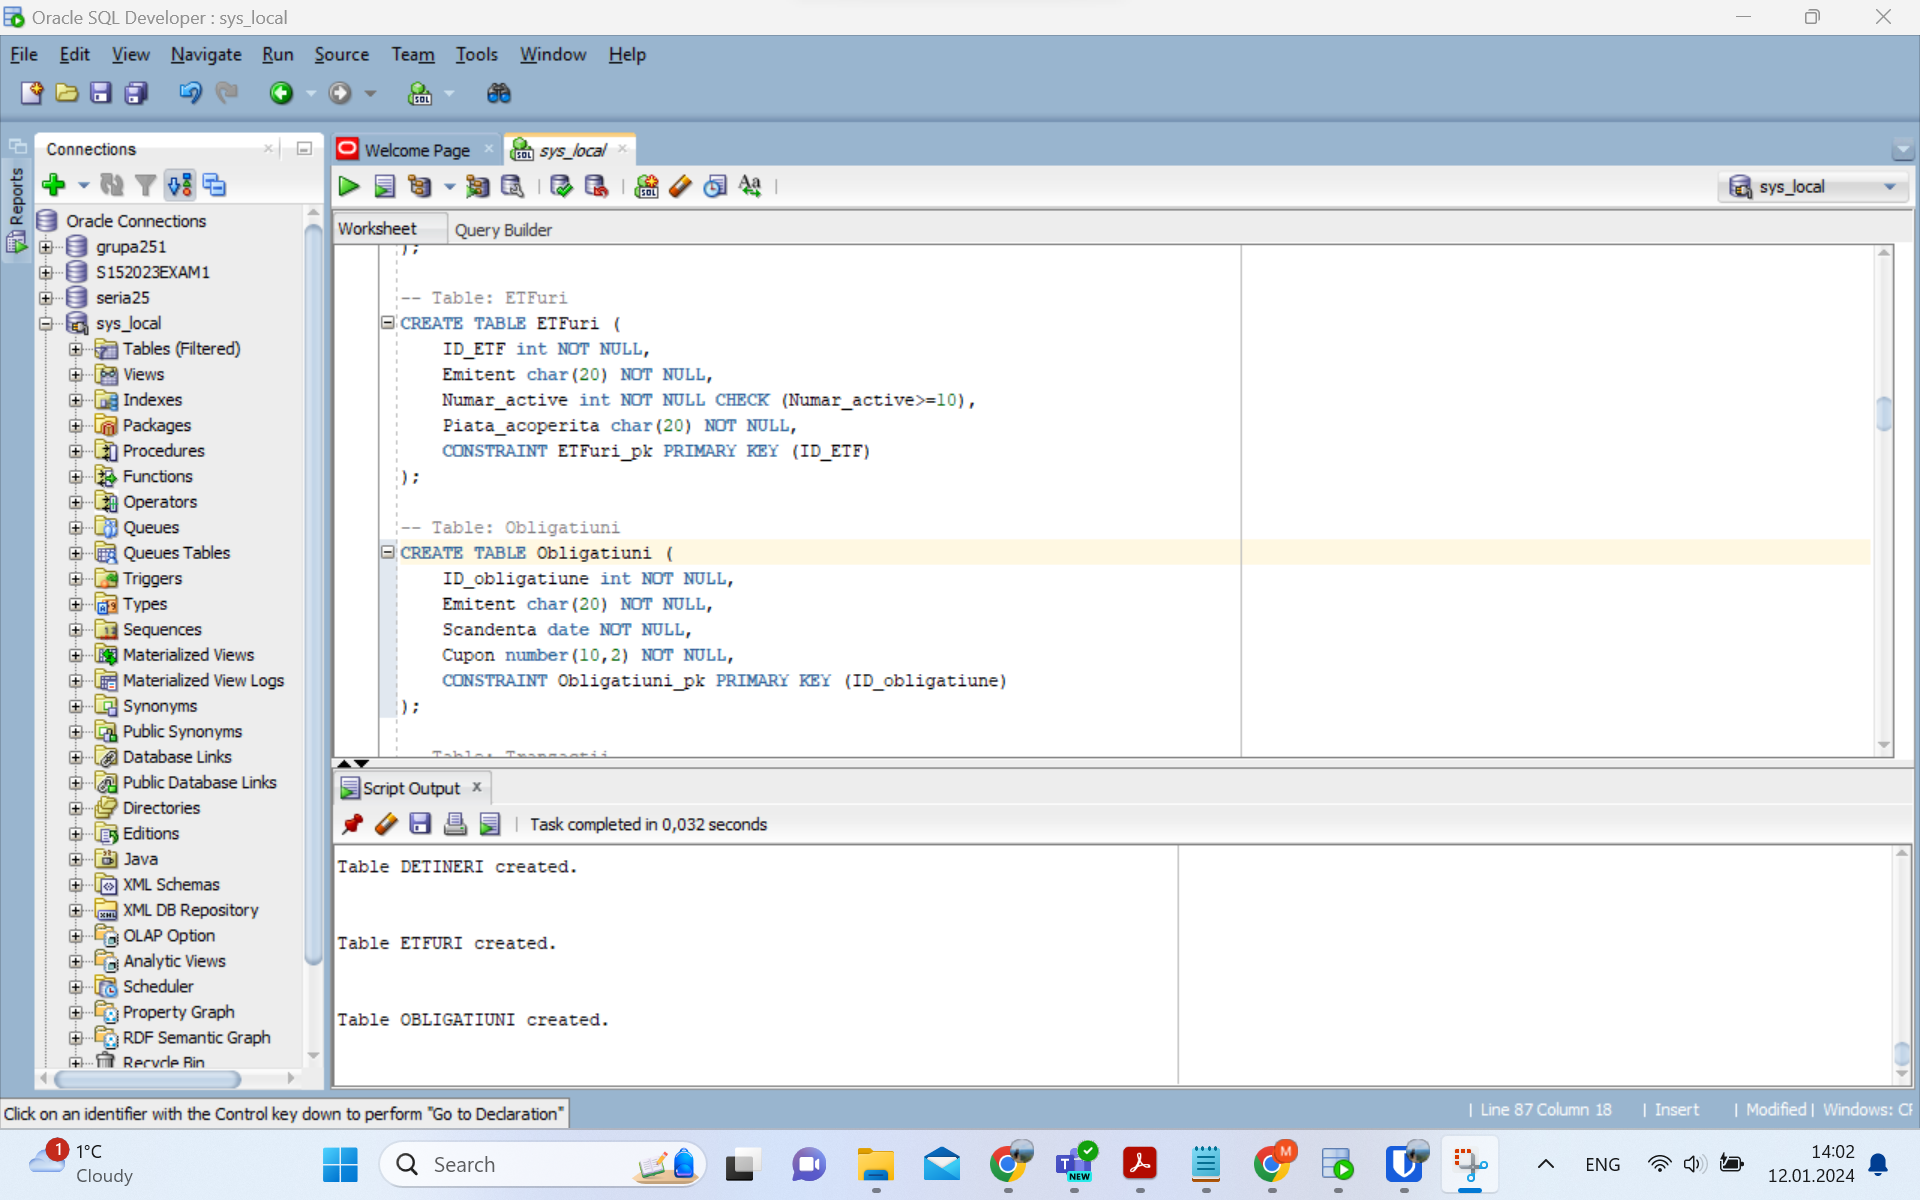 Oracle SQL Developer : sys_local
File Edit View Navigate Run Source Team Tools Window Help
Reports
Connections
Oracle Connections
grupa251
S152023EXAM1
seria25
sys_local
Tables (Filtered)
Views
Indexes
Packages
Procedures
Functions
Operators
Queues
Queues Tables
Triggers
Types
Sequences
Materialized Views
Materialized View Logs
Synonyms
Public Synonyms
Database Links
Public Database Links
Directories
Editions
Java
XML Schemas
XML DB Repository
OLAP Option
Analytic Views
Scheduler
Property Graph
RDF Semantic Graph
Recycle Bin
Welcome Page
sys_local
sys_local
Worksheet
Query Builder
);
-- Table: ETFuri
CREATE TABLE ETFuri (
ID_ETF int NOT NULL,
Emitent char(20) NOT NULL,
Numar_active int NOT NULL CHECK (Numar_active>=10),
Piata_acoperita char(20) NOT NULL,
CONSTRAINT ETFuri_pk PRIMARY KEY (ID_ETF)
);
-- Table: Obligatiuni
CREATE TABLE Obligatiuni (
ID_obligatiune int NOT NULL,
Emitent char(20) NOT NULL,
Scandenta date NOT NULL,
Cupon number(10,2) NOT NULL,
CONSTRAINT Obligatiuni_pk PRIMARY KEY (ID_obligatiune)
);
Table: Tranzactii
Script Output
Task completed in 0,032 seconds
Table DETINERI created.
Table ETFURI created.
Table OBLIGATIUNI created.
Click on an identifier with the Control key down to perform "Go to Declaration"
| Line 87 Column 18 | Insert | Modified | Windows: CF
1
1°C
Cloudy
Search
NEW
M
ENG
14:02
12.01.2024